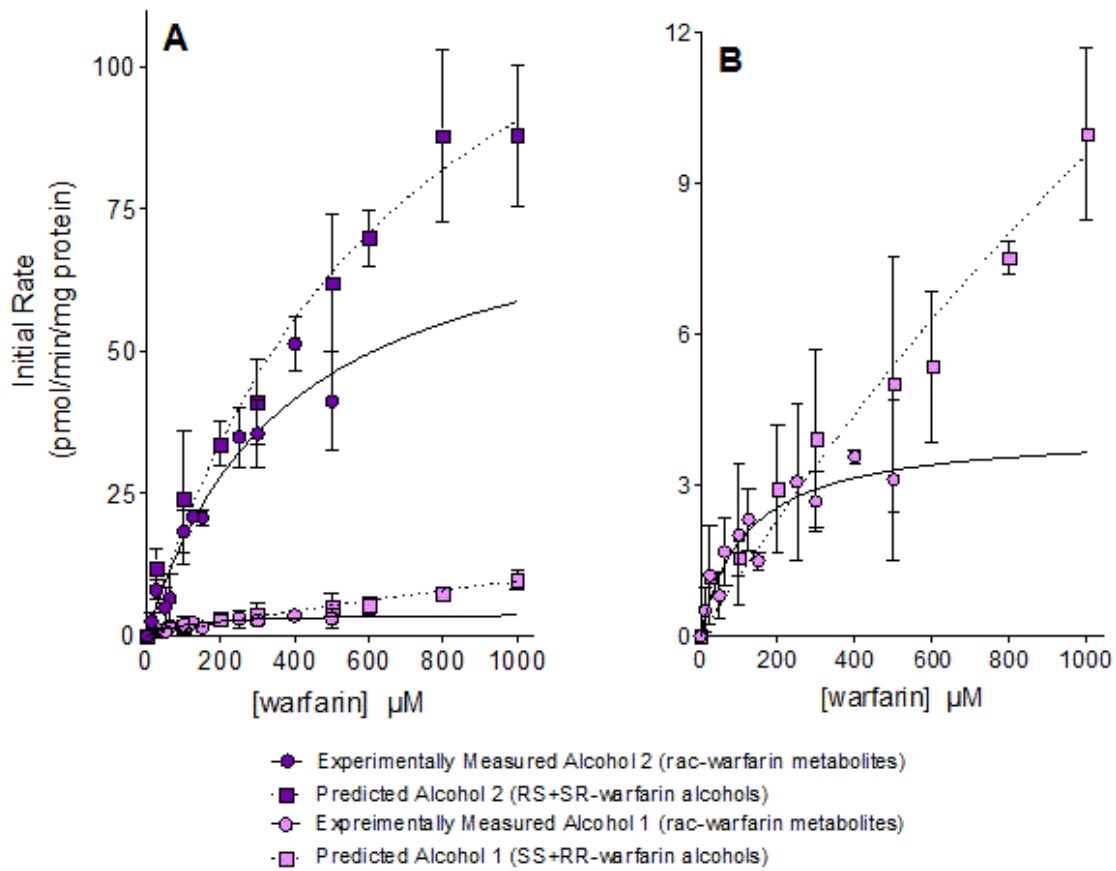 A
B
100
75
50
25
0
0 200 400 600 800 1000
[warfarin] µM
Initial Rate
(pmol/min/mg protein)
12
9
6
3
0
0 200 400 600 800 1000
[warfarin] µM
Experimentally Measured Alcohol 2 (rac-warfarin metabolites)
Predicted Alcohol 2 (RS+SR-warfarin alcohols)
Expreimentally Measured Alcohol 1 (rac-warfarin metabolites)
Predicted Alcohol 1 (SS+RR-warfarin alcohols)